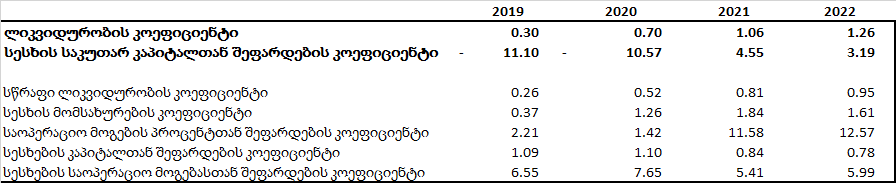 2019 2020 2021 2022
ლიკვიდურობის კოეფიციენტი 0.30 0.70 1.06 1.26
სესხის საკუთარ კაპიტალთან შეფარდების კოეფიციენტი - 11.10 - 10.57 4.55 3.19
სწრაფი ლიკვიდურობის კოეფიციენტი 0.26 0.52 0.81 0.95
სესხის მომსახურების კოეფიციენტი 0.37 1.26 1.84 1.61
საოპერაციო მოგების პროცენტთან შეფარდების კოეფიციენტი 2.21 1.42 11.58 12.57
სესხების კაპიტალთან შეფარდების კოეფიციენტი 1.09 1.10 0.84 0.78
სესხების საოპერაციო მოგებასთან შეფარდების კოეფიციენტი 6.55 7.65 5.41 5.99